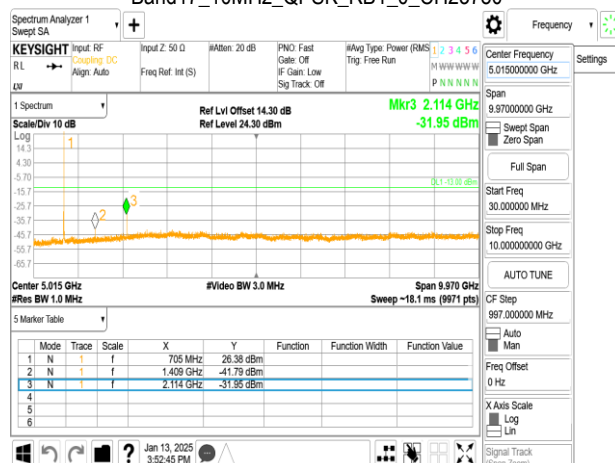 Spectrum Analyzer 1
Swept SA
Frequency
Settings
KEYSIGHT Input: RF Input Z: 50 Ω #Atten: 20 dB PNO: Fast #Avg Type: Power (RMS 1 2 3 4 5 6
RL Coupling: DC Gate: Off Trig: Free Run M W W W W W
Align: Auto Freq Ref: Int (S) IF Gain: Low
Sig Track: Off P N N N N N
LNI
Center Frequency
5.015000000 GHz
Span
9.97000000 GHz
Swept Span
Zero Span
Full Span
Start Freq
30.000000 MHz
Stop Freq
10.000000000 GHz
AUTO TUNE
CF Step
997.000000 MHz
Auto
Man
Freq Offset
0 Hz
X Axis Scale
Log
Lin
Signal Track
1 Spectrum
Ref Lvl Offset 14.30 dB Mkr3 2.114 GHz
Scale/Div 10 dB Ref Level 24.30 dBm -31.95 dBm
Log
14.3
4.30
-5.70
-15.7
-25.7
-35.7
-45.7
-55.7
-65.7
1
2
3
DL1 -13.00 dBm
Center 5.015 GHz #Video BW 3.0 MHz Span 9.970 GHz
#Res BW 1.0 MHz Sweep ~18.1 ms (9971 pts)
5 Marker Table
Mode Trace Scale X Y Function Function Width Function Value
1 N 1 f 705 MHz 26.38 dBm
2 N 1 f 1.409 GHz -41.79 dBm
3 N 1 f 2.114 GHz -31.95 dBm
4
5
6
Jan 13, 2025
3:52:45 PM